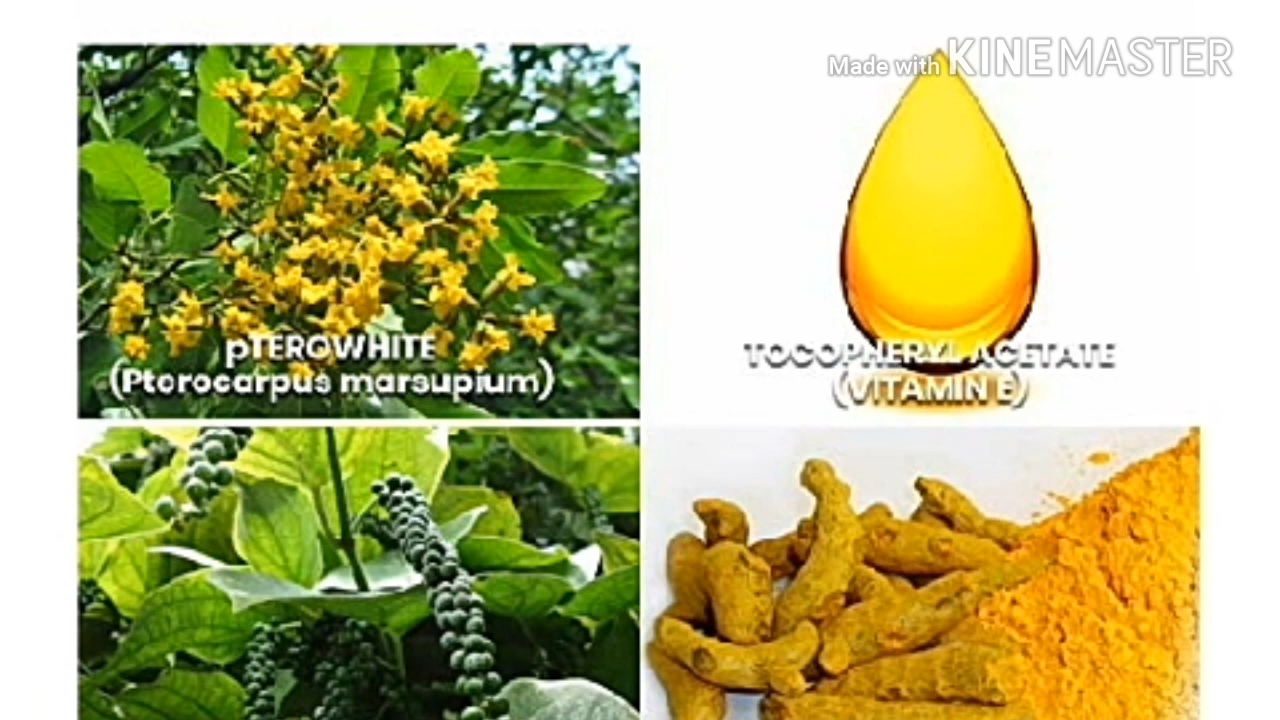 Made with KINEMASTER
pTEROWHITE
(Pterocarpus marsupium)
TOCOPHERYL ACETATE
(VITAMIN E)